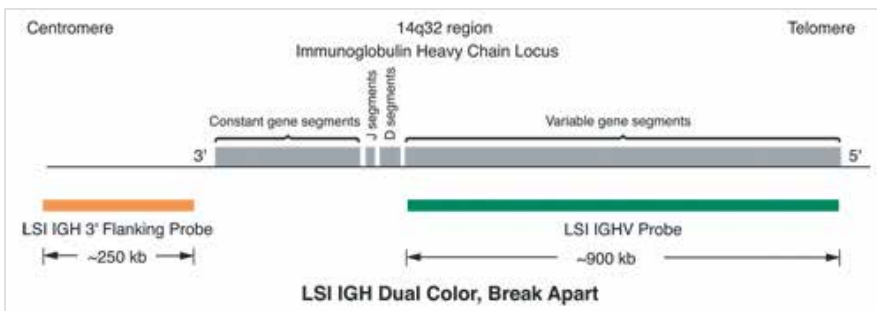 Centromere 14q32 region Telomere
Immunoglobulin Heavy Chain Locus
Constant gene segments J segments D segments Variable gene segments
3' 5'
LSI IGH 3' Flanking Probe LSI IGHV Probe
~250 kb ~900 kb
LSI IGH Dual Color, Break Apart